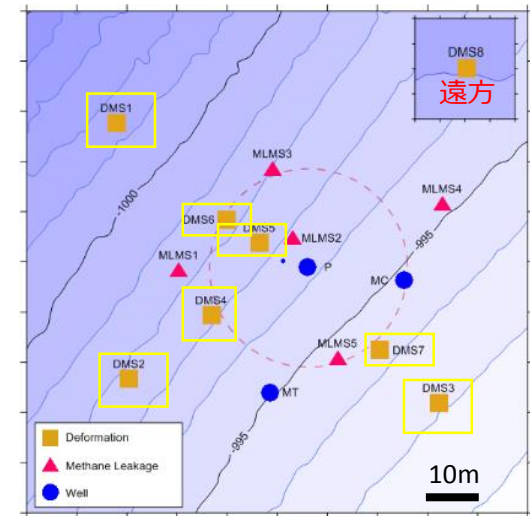 DMS8
遠方
DMS1
MLMS3
-1000
MLMS4
DMS6
DMS5
MLMS2
-995
MLMS1
P
MC
DMS4
MLMS5
DMS7
DMS2
DMS3
MT
-995
Deformation
Methane Leakage
Well
10m